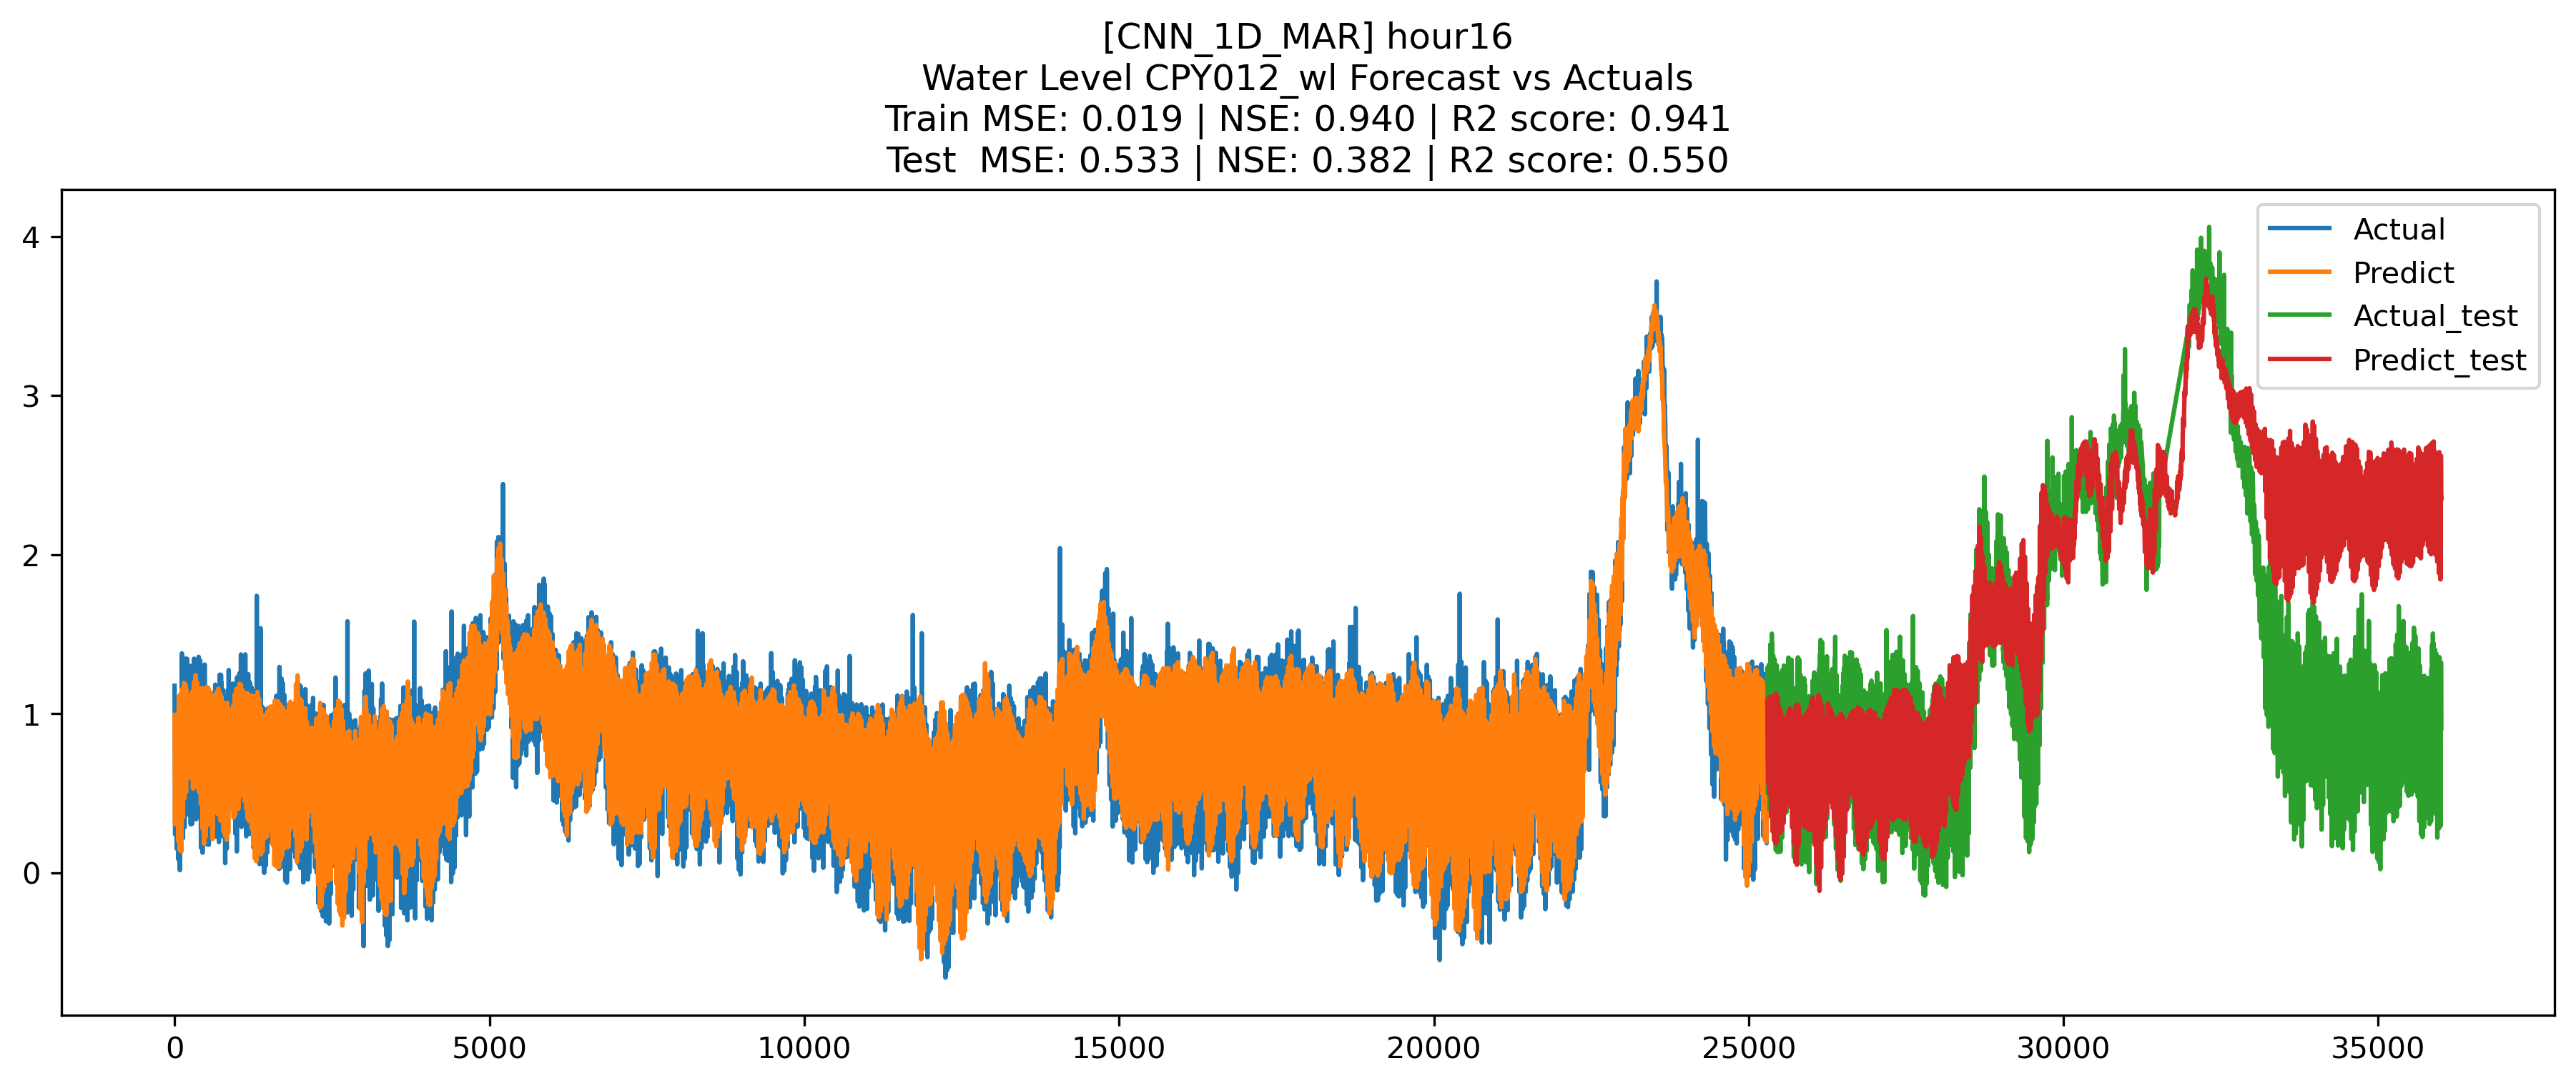 [CNN_1D_MAR] hour16
Water Level CPY012_wl Forecast vs Actuals
Train MSE: 0.019 | NSE: 0.940 | R2 score: 0.941
Test  MSE: 0.533 | NSE: 0.382 | R2 score: 0.550
Actual
Predict
Actual_test
Predict_test
4
3
2
1
0
0 5000 10000 15000 20000 25000 30000 35000